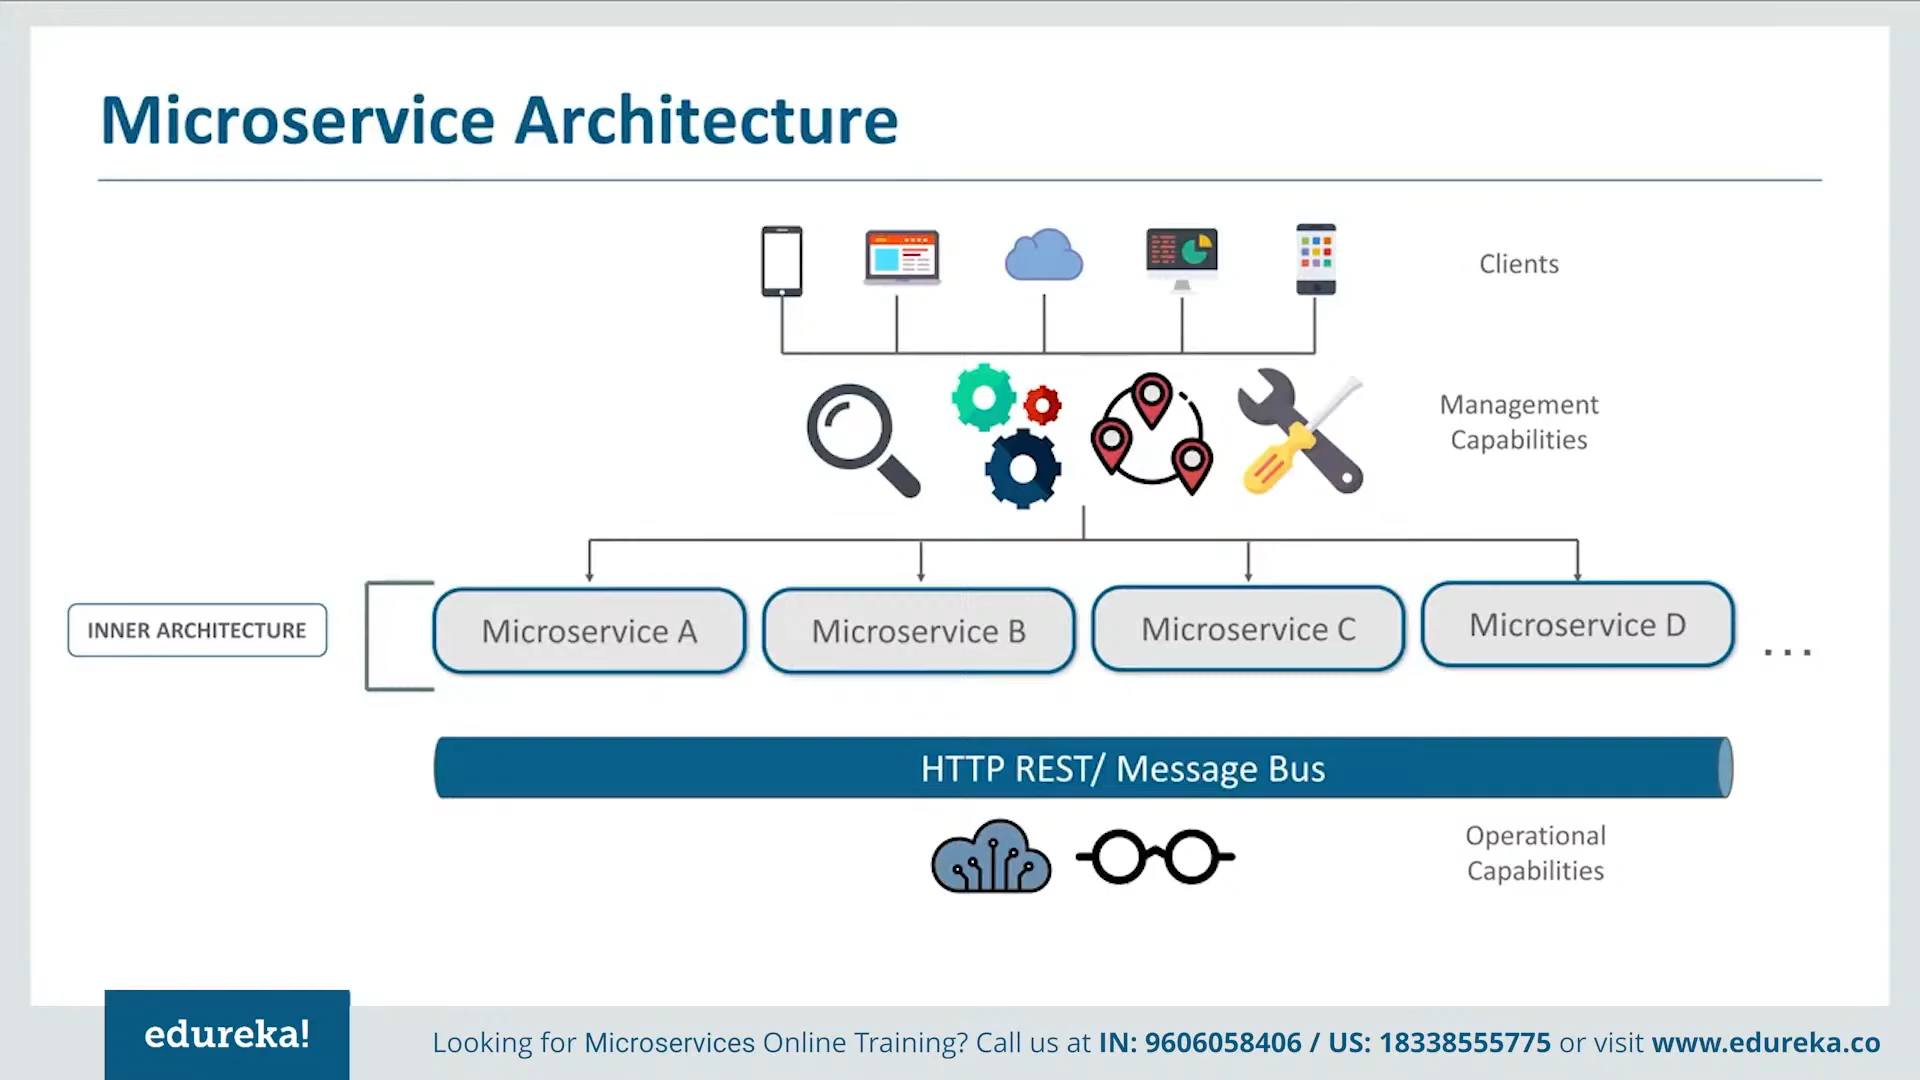 Microservice Architecture
Clients
Management
Capabilities
INNER ARCHITECTURE
Microservice A
Microservice B
Microservice C
Microservice D
...
HTTP REST/ Message Bus
Operational
Capabilities
edureka!
Looking for Microservices Online Training? Call us at IN: 9606058406 / US: 18338555775 or visit www.edureka.co